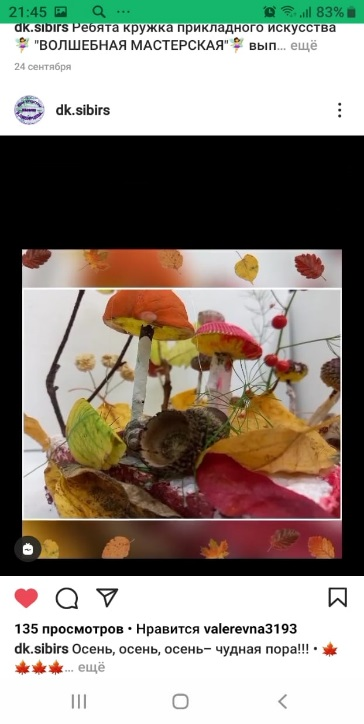 21:45 83%
dk.sibirs Ребята кружка прикладного искусства
🧚 "ВОЛШЕБНАЯ МАСТЕРСКАЯ"🧚 вып... ещё
24 сентября
dk.sibirs
135 просмотров • Нравится valerevna3193
dk.sibirs Осень, осень, осень– чудная пора!!! • 🍁
🍁🍁🍁... ещё